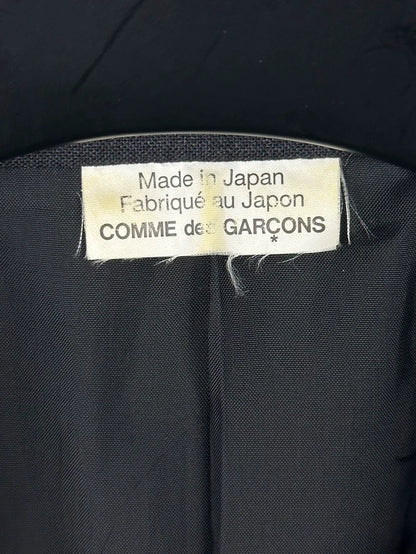 Made in Japan
Fabriqué au Japon
COMME des GARÇONS
*